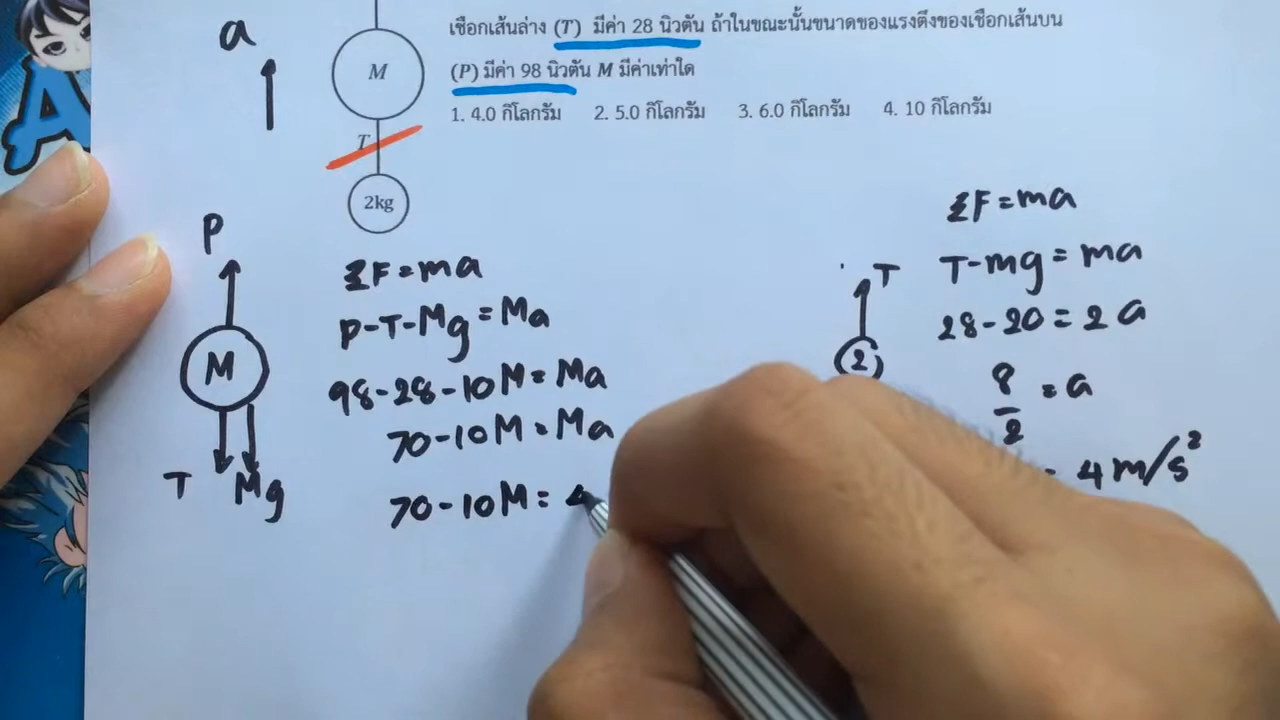 a
M
T
2kg
เชือกเส้นล่าง (T) มีค่า 28 นิวตัน ถ้าในขณะนั้นขนาดของแรงตึงของเชือกเส้นบน
(P) มีค่า 98 นิวตัน M มีค่าเท่าใด
1. 4.0 กิโลกรัม 2. 5.0 กิโลกรัม 3. 6.0 กิโลกรัม 4. 10 กิโลกรัม
P
M
T Mg
ΣF=ma
P-T-Mg=Ma
98-28-10M=Ma
70-10M=Ma
70-10M=4
T
2
ΣF=ma
T-mg=ma
28-20=2a
8/2=a
=4m/s²
A